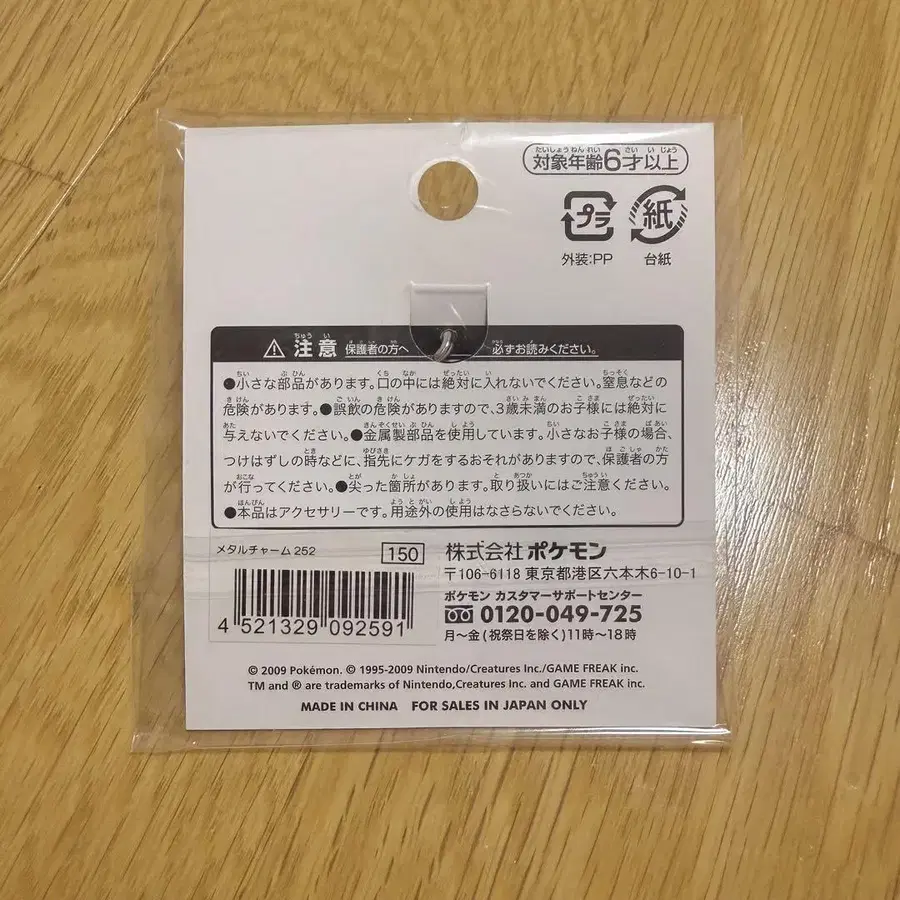 対象年齢6才以上
プラ 紙
外装:PP 台紙
注意 保護者の方へ 必ずお読みください。
●小さな部品があります。口の中には絶対に入れないでください。窒息などの
危険があります。●誤飲の危険がありますので、3歳未満のお子様には絶対に
与えないでください。●金属製部品を使用しています。小さなお子様の場合、
つけはずしの時などに、指先にケガをするおそれがありますので、保護者の方
が行ってください。●尖った箇所があります。取り扱いにはご注意ください。
●本品はアクセサリーです。用途外の使用はなさらないでください。
メタルチャーム 252 150
4 521329 092591
株式会社 ポケモン
〒106-6118 東京都港区六本木6-10-1
ポケモン カスタマーサポートセンター
0120-049-725
月〜金(祝祭日を除く)11時〜18時
© 2009 Pokémon. © 1995-2009 Nintendo/Creatures Inc./GAME FREAK inc.
TM and ® are trademarks of Nintendo,Creatures Inc. and GAME FREAK inc.
MADE IN CHINA FOR SALES IN JAPAN ONLY